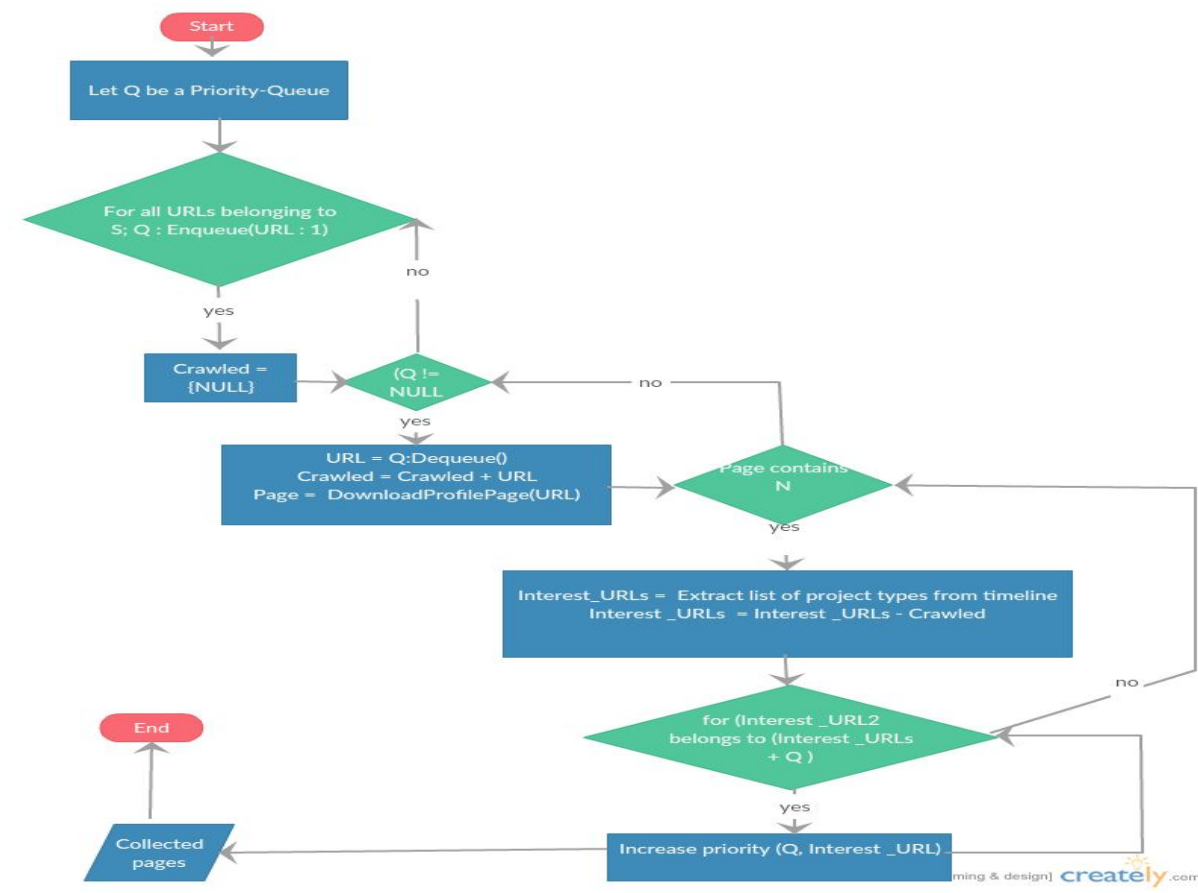 Start
Let Q be a Priority-Queue
For all URLs belonging to
S; Q : Enqueue(URL : 1)
no
yes
Crawled =
{NULL}
(Q !=
NULL
no
yes
URL = Q:Dequeue()
Crawled = Crawled + URL
Page = DownloadProfilePage(URL)
Page contains
N
yes
Interest_URLs = Extract list of project types from timeline
Interest _URLs = Interest _URLs - Crawled
no
for (Interest _URL2
belongs to (Interest _URLs
+ Q )
End
yes
Collected
pages
Increase priority (Q, Interest _URL)
ming & design] creately.com